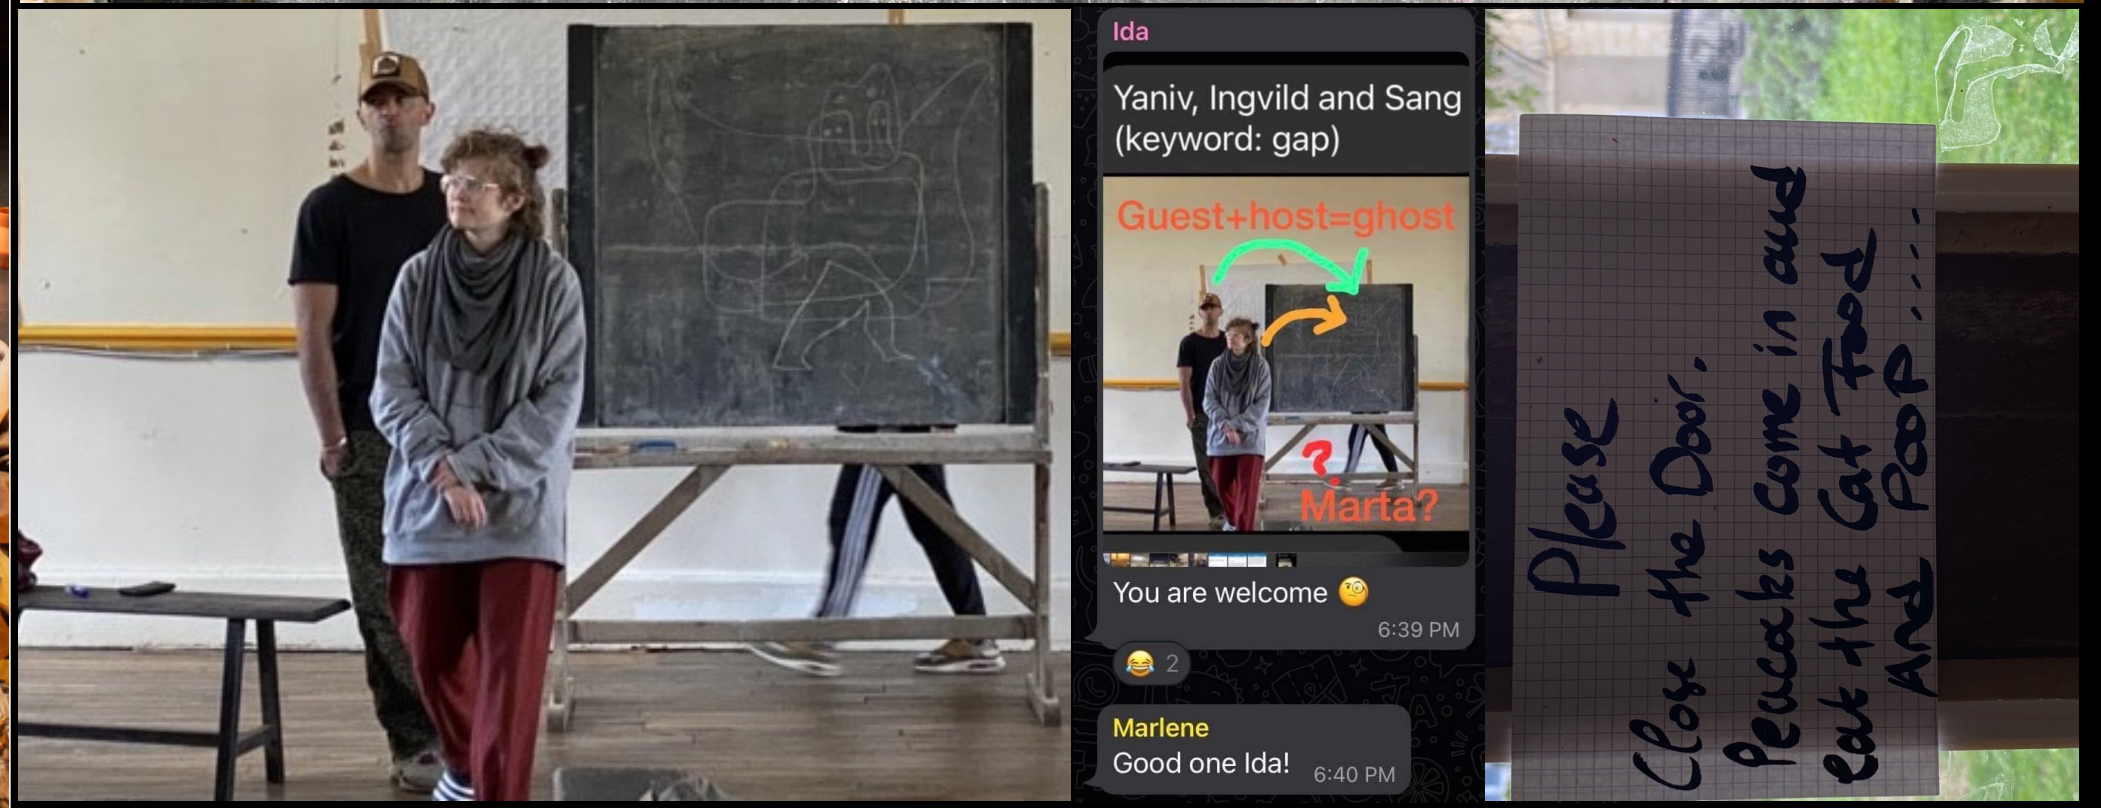 Ida
Yaniv, Ingvild and Sang
(keyword: gap)
Guest+host=ghost
?
Marta?
You are welcome 🧐
6:39 PM
😂 2
Marlene
Good one Ida!
6:40 PM
Please
Close the Door.
Peacoaks come in and
eat the Cat Food
And POOP.....